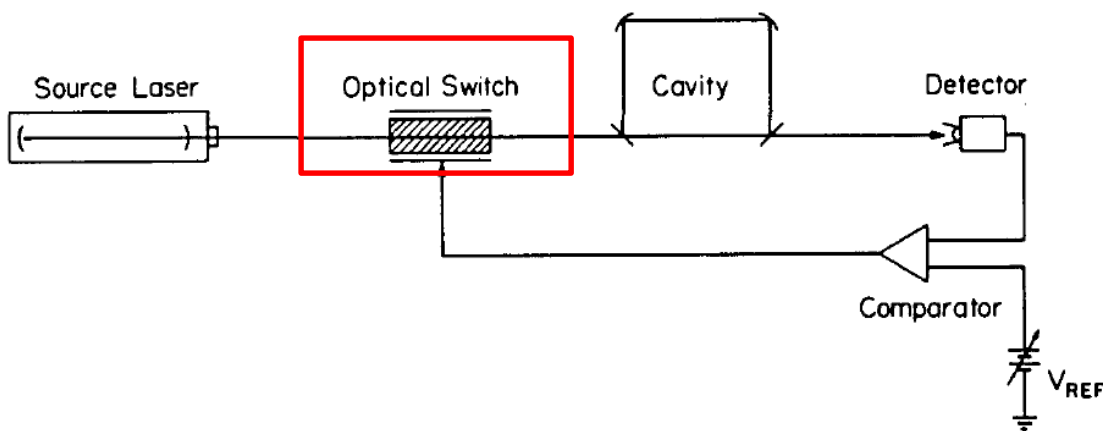 Source Laser
Optical Switch
Cavity
Detector
Comparator
VREF